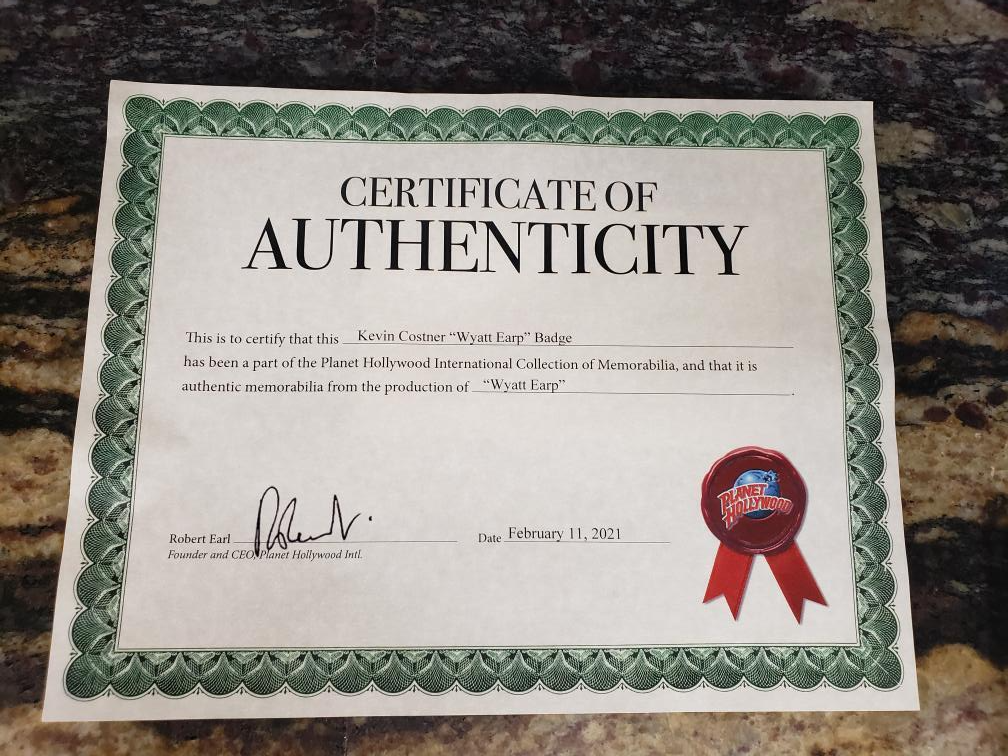 CERTIFICATE OF
AUTHENTICITY
This is to certify that this Kevin Costner “Wyatt Earp” Badge
has been a part of the Planet Hollywood International Collection of Memorabilia, and that it is
authentic memorabilia from the production of “Wyatt Earp”.
Robert Earl
Date February 11, 2021
Founder and CEO, Planet Hollywood Intl.
PLANET
HOLLYWOOD